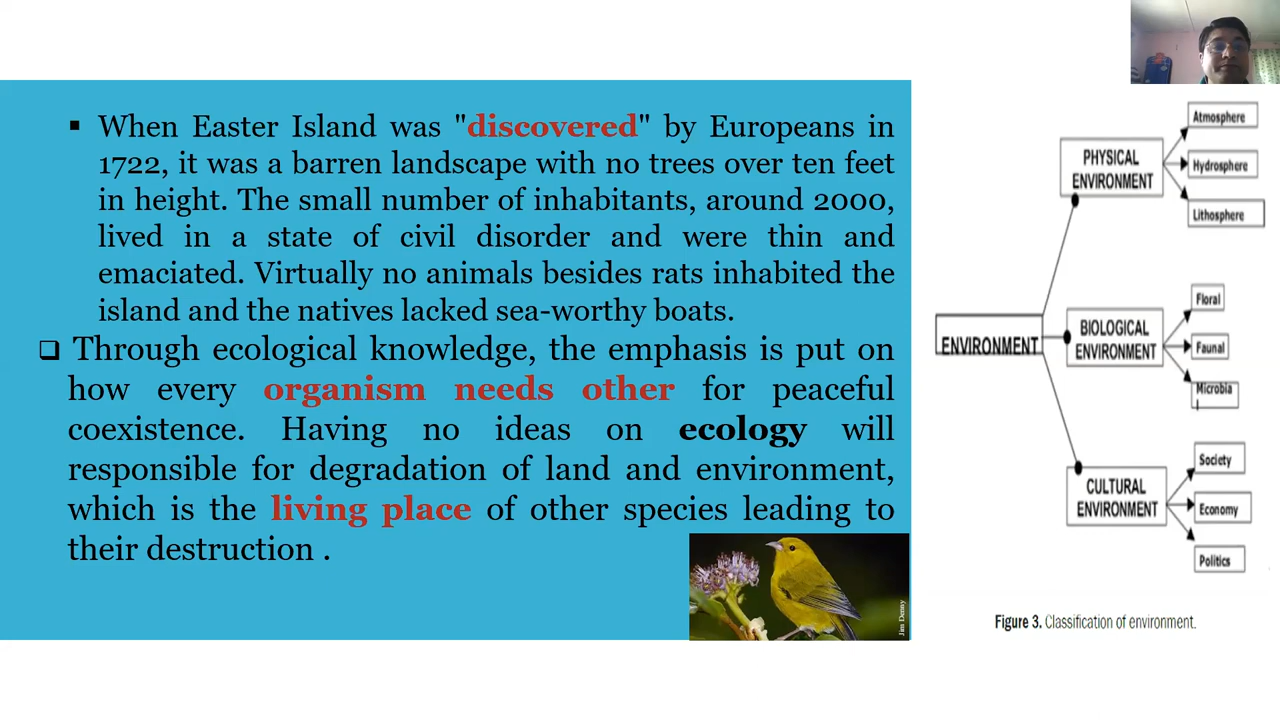 ▪ When Easter Island was "discovered" by Europeans in
1722, it was a barren landscape with no trees over ten feet
in height. The small number of inhabitants, around 2000,
lived in a state of civil disorder and were thin and
emaciated. Virtually no animals besides rats inhabited the
island and the natives lacked sea-worthy boats.
❑ Through ecological knowledge, the emphasis is put on
how every organism needs other for peaceful
coexistence. Having no ideas on ecology will
responsible for degradation of land and environment,
which is the living place of other species leading to
their destruction .
Jim Denny
ENVIRONMENT
PHYSICAL
ENVIRONMENT
Atmosphere
Hydrosphere
Lithosphere
BIOLOGICAL
ENVIRONMENT
Floral
Faunal
Microbia
l
CULTURAL
ENVIRONMENT
Society
Economy
Politics
Figure 3. Classification of environment.